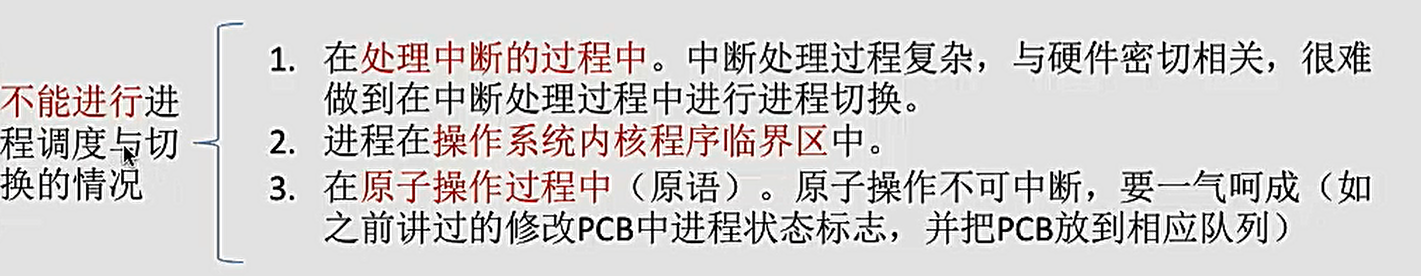 不能进行进
程调度与切
换的情况
1. 在处理中断的过程中。中断处理过程复杂，与硬件密切相关，很难
做到在中断处理过程中进行进程切换。
2. 进程在操作系统内核程序临界区中。
3. 在原子操作过程中（原语）。原子操作不可中断，要一气呵成（如
之前讲过的修改PCB中进程状态标志，并把PCB放到相应队列）